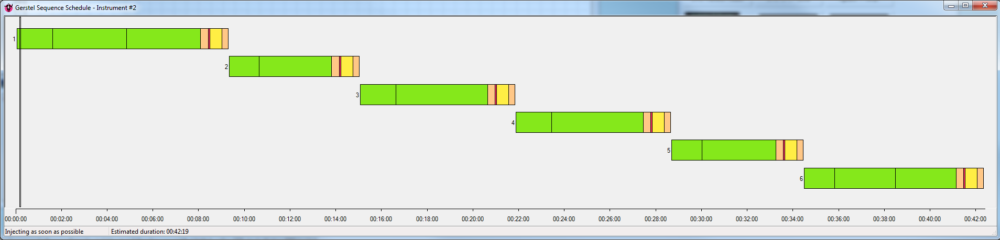 Gerstel Sequence Schedule - Instrument #2
1
2
3
4
5
6
00:00:00 00:02:00 00:04:00 00:06:00 00:08:00 00:10:00 00:12:00 00:14:00 00:16:00 00:18:00 00:20:00 00:22:00 00:24:00 00:26:00 00:28:00 00:30:00 00:32:00 00:34:00 00:36:00 00:38:00 00:40:00 00:42:00
Injecting as soon as possible Estimated duration: 00:42:19